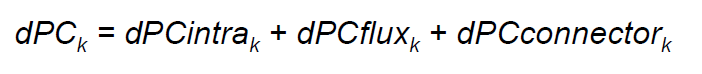 dPCₖ = dPCintraₖ + dPCfluxₖ + dPCconnectorₖ